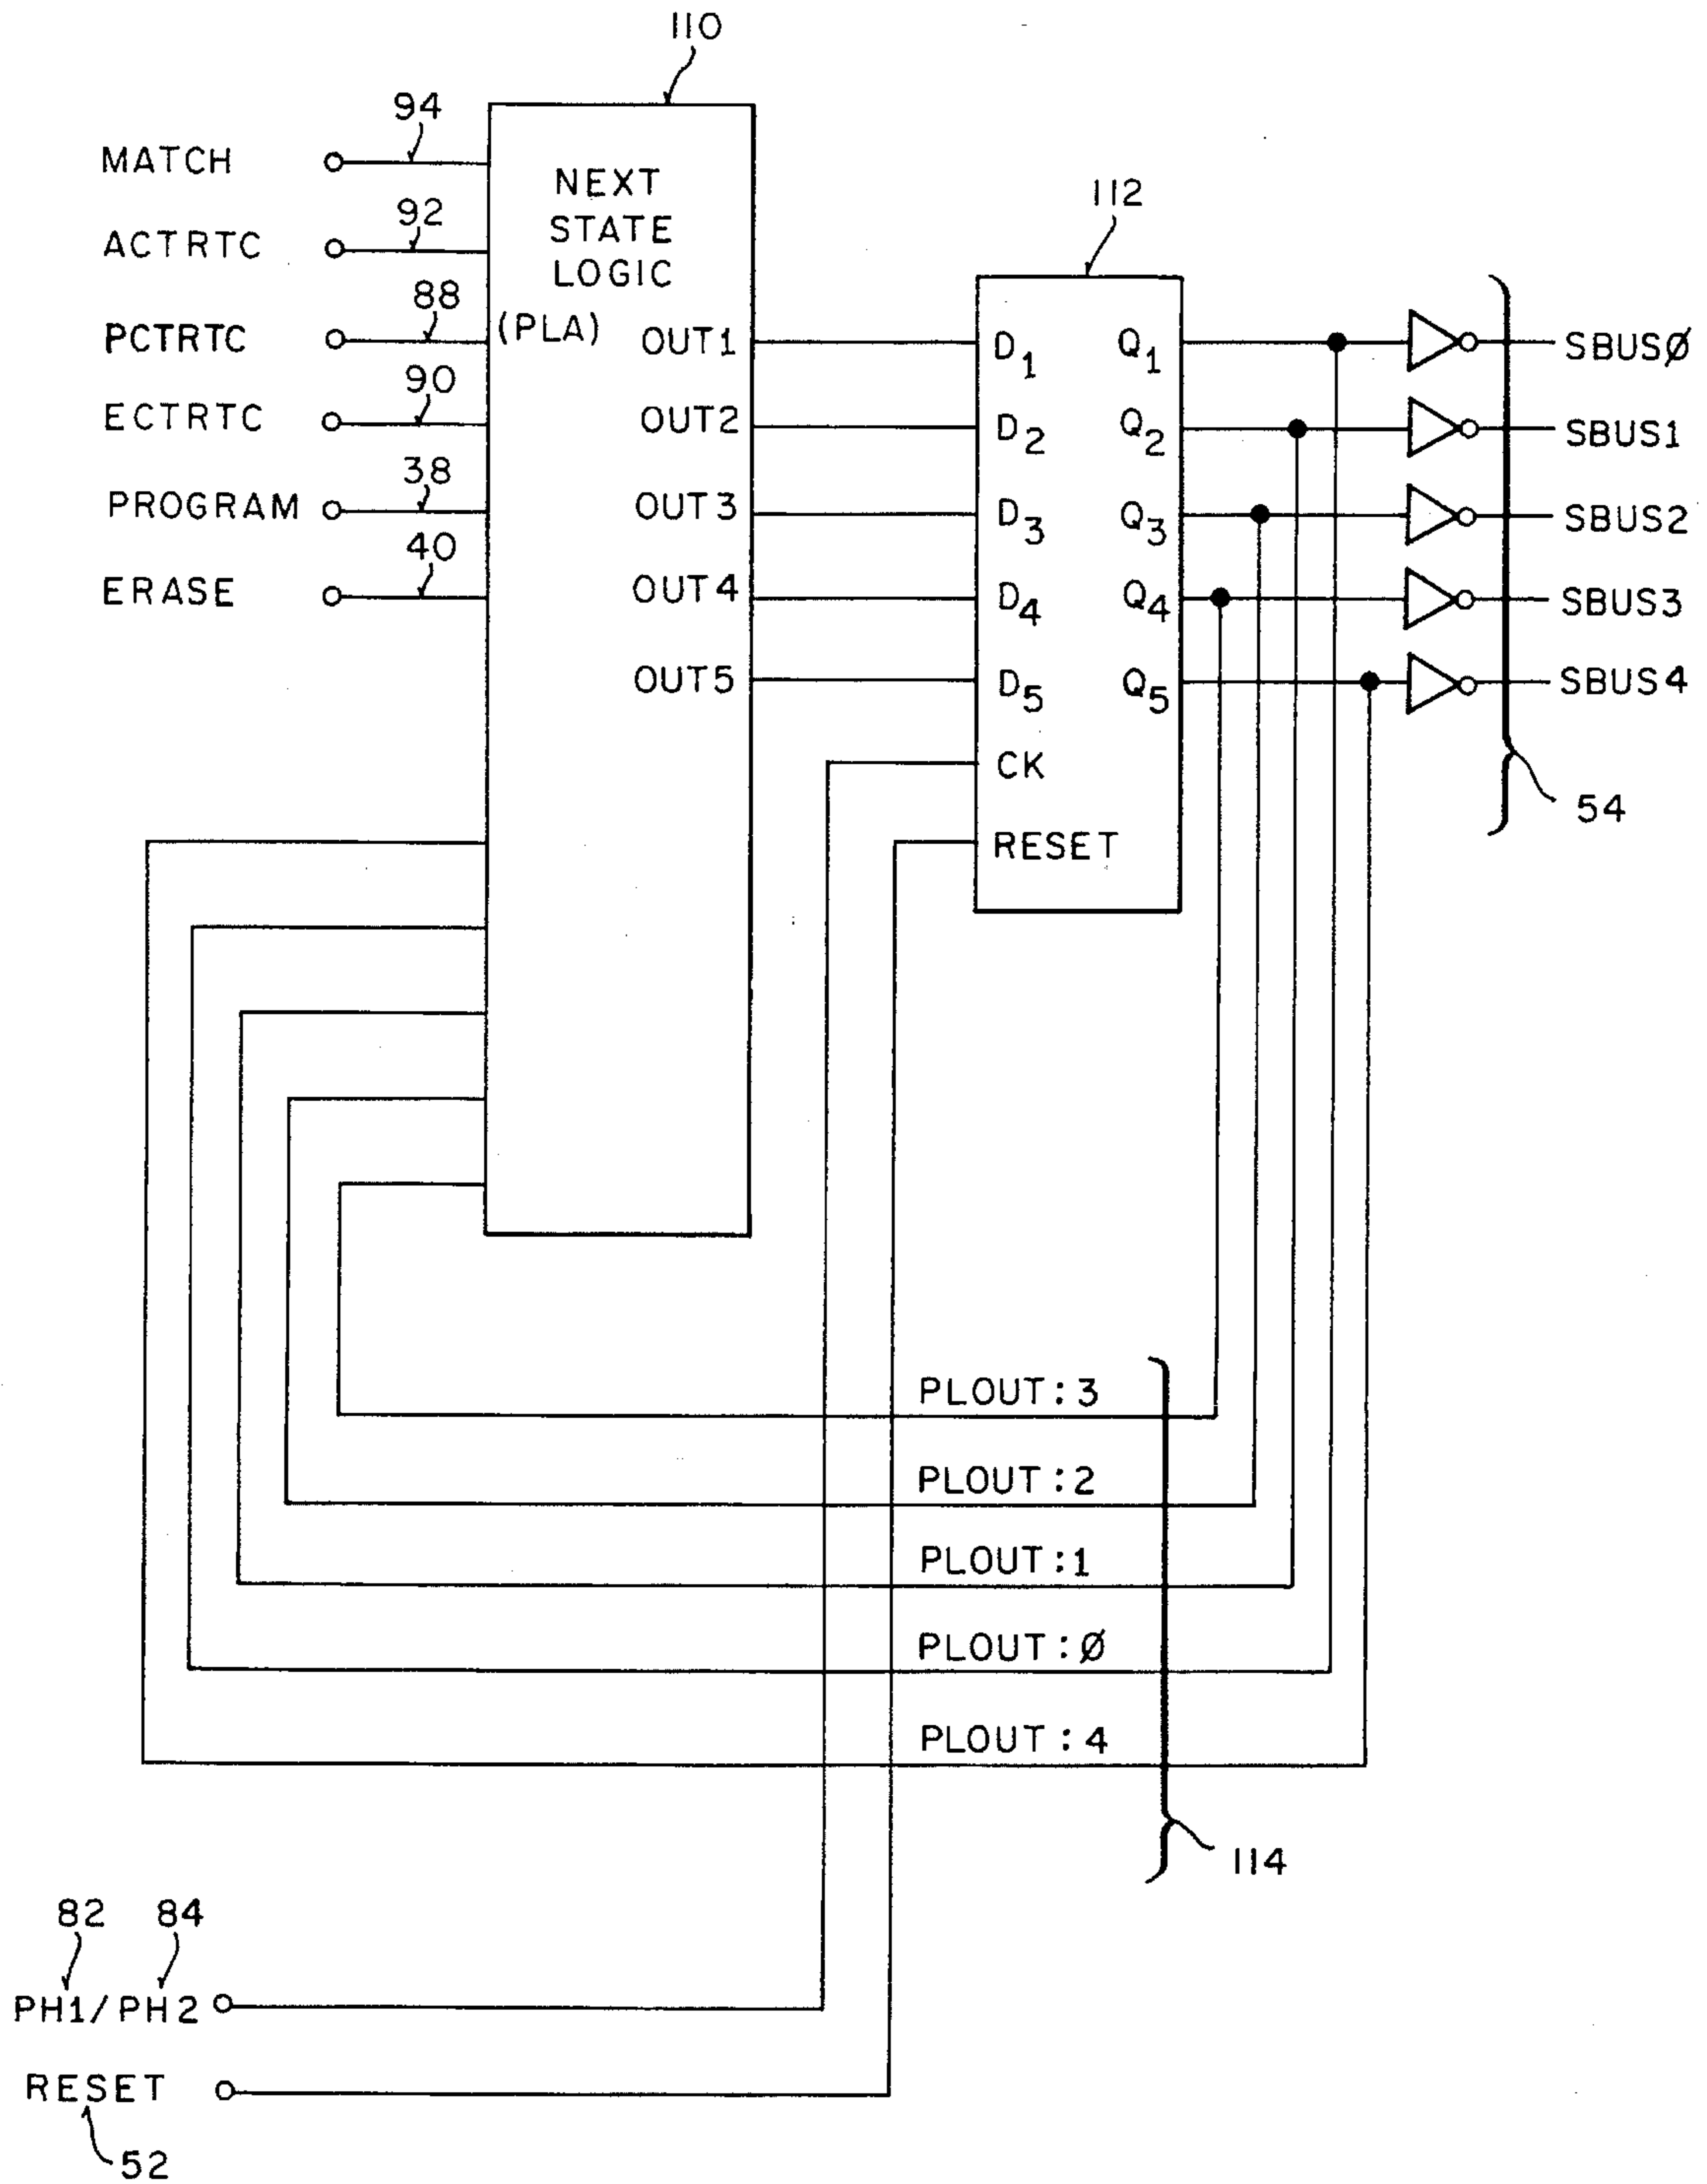 110
94
MATCH
NEXT
STATE
LOGIC
(PLA)
92
ACTRTC
88
PCTRTC
90
ECTRTC
38
PROGRAM
40
ERASE
OUT1
OUT2
OUT3
OUT4
OUT5
112
D1
D2
D3
D4
D5
CK
RESET
Q1
Q2
Q3
Q4
Q5
SBUSØ
SBUS1
SBUS2
SBUS3
SBUS4
54
PLOUT:3
PLOUT:2
PLOUT:1
PLOUT:Ø
PLOUT:4
114
82 84
PH1/PH2
RESET
52